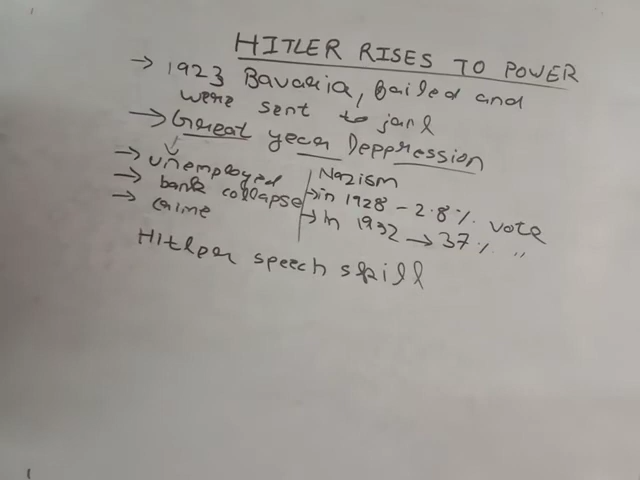 HITLER RISES TO POWER
→ 1923 Bavaria, failed and
were sent to jarl
→ Great year Deppression
→ unemployed
→ bank collapse
→ crime
Nazism
→ in 1928 - 2.8% vote
→ In 1932 → 37% "
Hitler speech skill